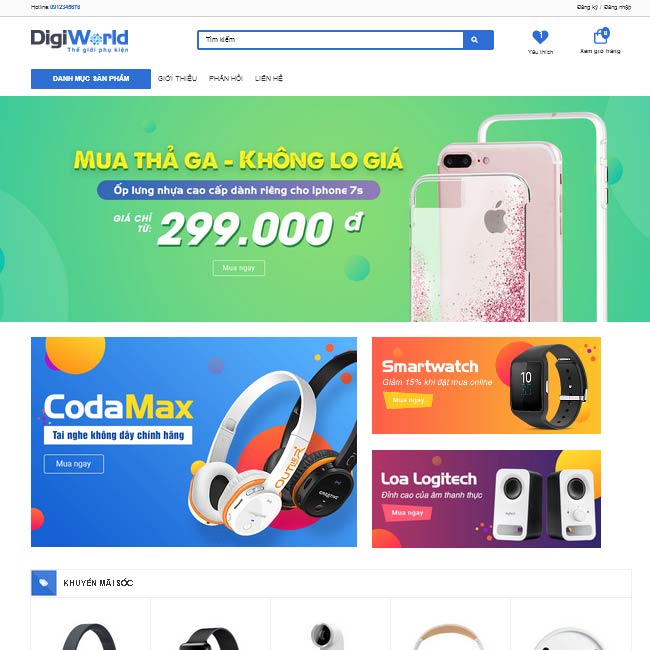 Hotline: 0912345678
Đăng ký / Đăng nhập
DigiWorld
Thế giới phụ kiện
Tìm kiếm
1
Yêu thích
0
Xem giỏ hàng
DANH MỤC SẢN PHẨM
GIỚI THIỆU
PHẢN HỒI
LIÊN HỆ
MUA THẢ GA - KHÔNG LO GIÁ
Ốp lưng nhựa cao cấp dành riêng cho Iphone 7s
GIÁ CHỈ
TỪ:
299.000 đ
Mua ngay
CodaMax
Tai nghe không dây chính hãng
Mua ngay
OUTLIER
CREATIVE
Smartwatch
Giảm 15% khi đặt mua online
Mua ngay
10
Loa Logitech
Đỉnh cao của âm thanh thực
Mua ngay
KHUYẾN MÃI SỐC